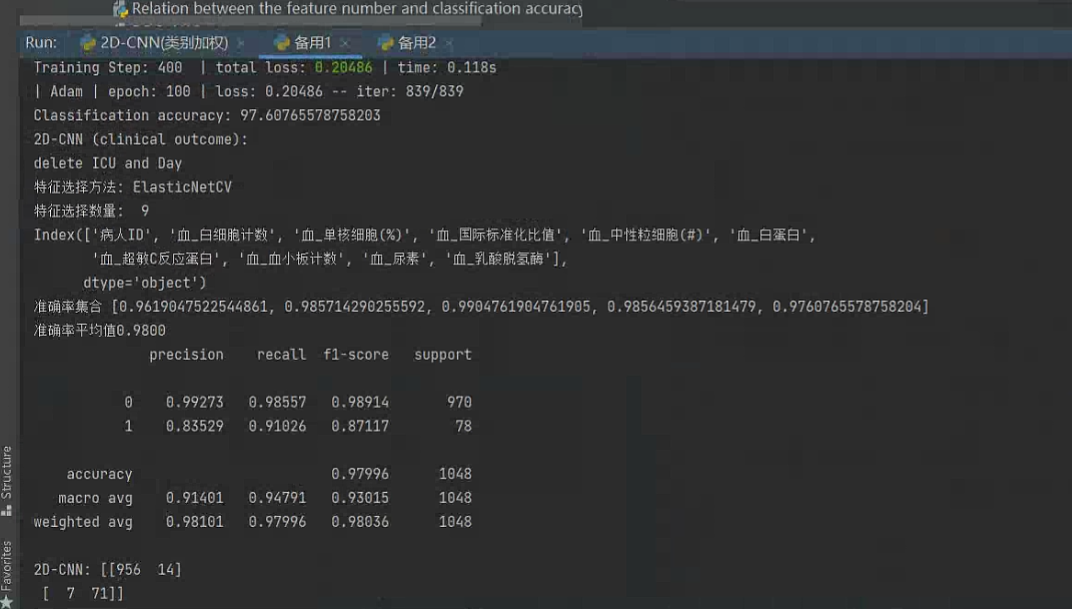 Relation between the feature number and classification accuracy
Run: 2D-CNN(类别加权) × 备用1 × 备用2 ×
Training Step: 400 | total loss: 0.20486 | time: 0.118s
| Adam | epoch: 100 | loss: 0.20486 -- iter: 839/839
Classification accuracy: 97.60765578758203
2D-CNN (clinical outcome):
delete ICU and Day
特征选择方法: ElasticNetCV
特征选择数量: 9
Index(['病人ID', '血_白细胞计数', '血_单核细胞(%)', '血_国际标准化比值', '血_中性粒细胞(#)', '血_白蛋白',
'血_超敏C反应蛋白', '血_血小板计数', '血_尿素', '血_乳酸脱氢酶'],
dtype='object')
准确率集合 [0.9619047522544861, 0.985714290255592, 0.9904761904761905, 0.9856459387181479, 0.9760765578758204]
准确率平均值0.9800
precision recall f1-score support
0 0.99273 0.98557 0.98914 970
1 0.83529 0.91026 0.87117 78
accuracy 0.97996 1048
macro avg 0.91401 0.94791 0.93015 1048
weighted avg 0.98101 0.97996 0.98036 1048
2D-CNN: [[956 14]
[ 7 71]]
Structure
Favorites